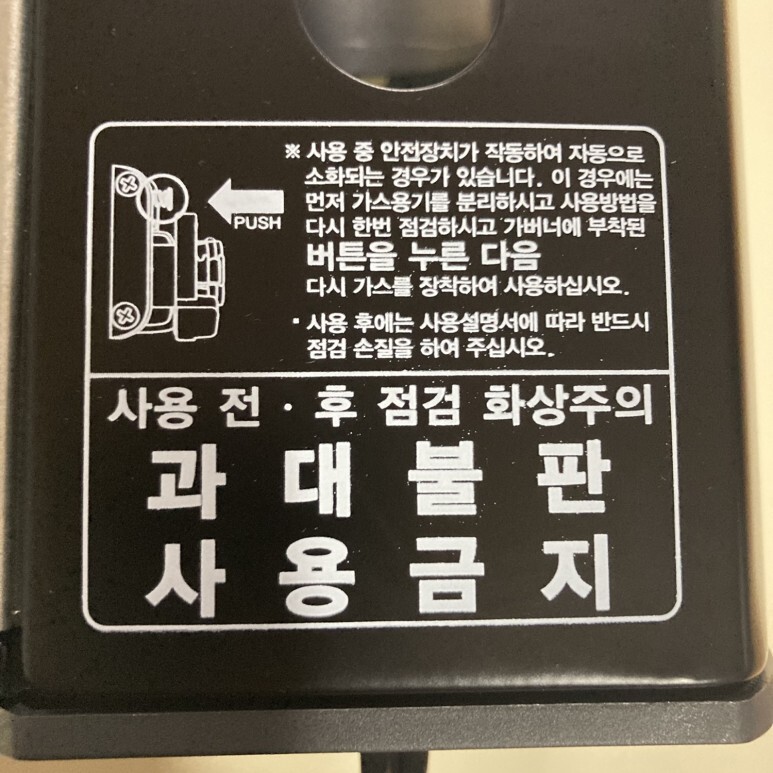 ※ 사용 중 안전장치가 작동하여 자동으로
소화되는 경우가 있습니다. 이 경우에는
먼저 가스용기를 분리하시고 사용방법을
다시 한번 점검하시고 가버너에 부착된
버튼을 누른 다음
다시 가스를 장착하여 사용하십시오.
· 사용 후에는 사용설명서에 따라 반드시
점검 손질을 하여 주십시오.
PUSH
사용 전 · 후 점검 화상주의
과 대 불 판
사 용 금 지